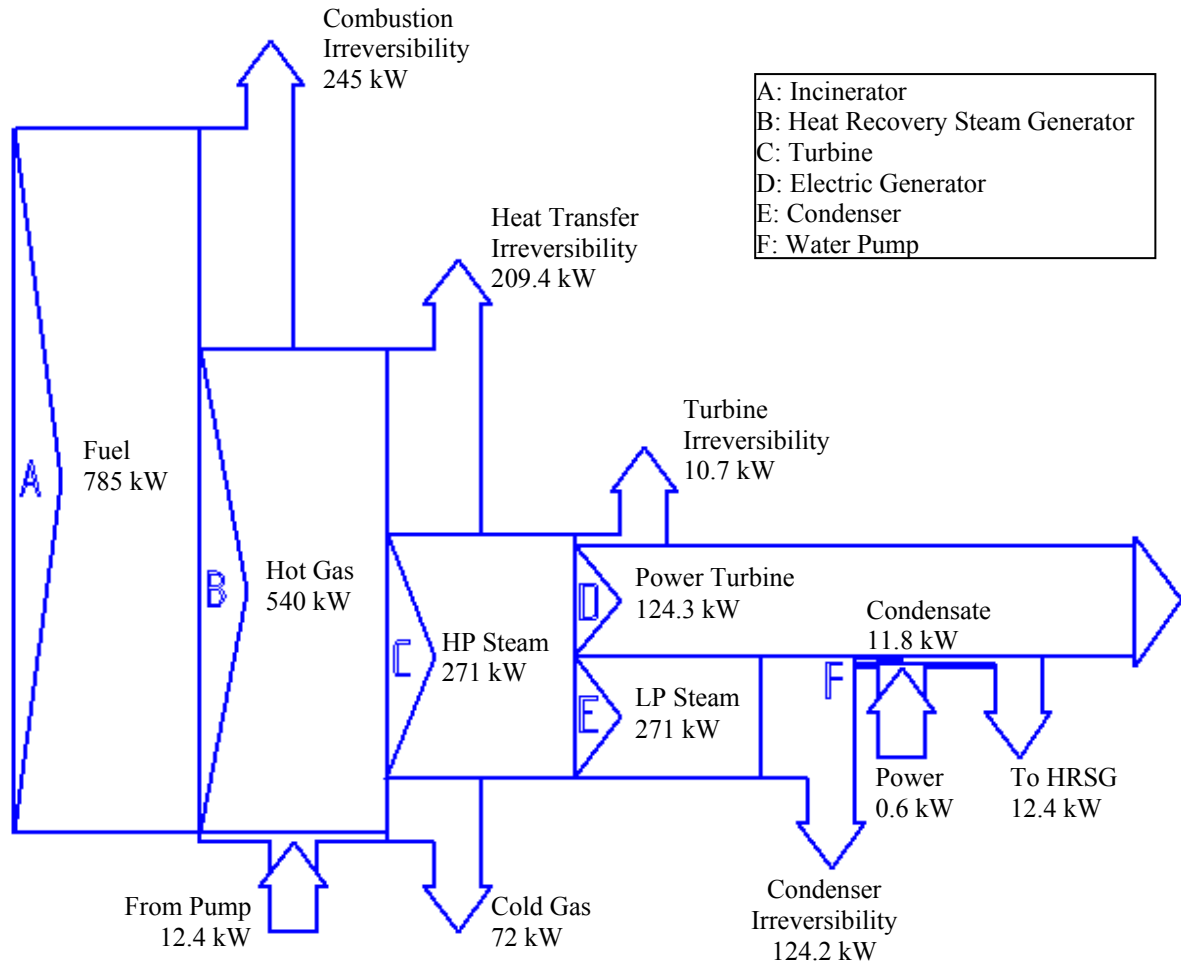 Combustion
Irreversibility
245 kW
A: Incinerator
B: Heat Recovery Steam Generator
C: Turbine
D: Electric Generator
E: Condenser
F: Water Pump
Heat Transfer
Irreversibility
209.4 kW
Turbine
Irreversibility
10.7 kW
A
Fuel
785 kW
B
Hot Gas
540 kW
C
HP Steam
271 kW
D
Power Turbine
124.3 kW
Condensate
11.8 kW
E
LP Steam
271 kW
F
Power
0.6 kW
To HRSG
12.4 kW
From Pump
12.4 kW
Cold Gas
72 kW
Condenser
Irreversibility
124.2 kW